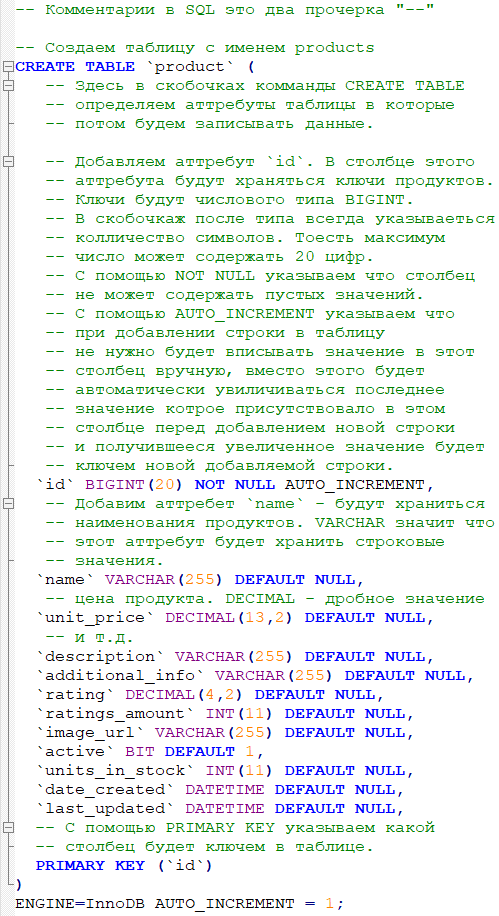 -- Комментарии в SQL это два прочерка "--"
-- Создаем таблицу с именем products
CREATE TABLE `product` (
-- Здесь в скобочках комманды CREATE TABLE
-- определяем аттребуты таблицы в которые
-- потом будем записывать данные.
-- Добавляем аттребут `id`. В столбце этого
-- аттребута будут храниться ключи продуктов.
-- Ключи будут числового типа BIGINT.
-- В скобочкаж после типа всегда указываеться
-- колличество символов. Тоесть максимум
-- число может содержать 20 цифр.
-- С помощью NOT NULL указываем что столбец
-- не может содержать пустых значений.
-- С помощью AUTO_INCREMENT указываем что
-- при добавлении строки в таблицу
-- не нужно будет вписывать значение в этот
-- столбец вручную, вместо этого будет
-- автоматически увиличиваться последнее
-- значение котрое присутствовало в этом
-- столбце перед добавлением новой строки
-- и получившееся увеличенное значение будет
-- ключем новой добавляемой строки.
`id` BIGINT(20) NOT NULL AUTO_INCREMENT,
-- Добавим аттребет `name` - будут храниться
-- наименования продуктов. VARCHAR значит что
-- этот аттребут будет хранить строковые
-- значения.
`name` VARCHAR(255) DEFAULT NULL,
-- цена продукта. DECIMAL - дробное значение
`unit_price` DECIMAL(13,2) DEFAULT NULL,
-- и т.д.
`description` VARCHAR(255) DEFAULT NULL,
`additional_info` VARCHAR(255) DEFAULT NULL,
`rating` DECIMAL(4,2) DEFAULT NULL,
`ratings_amount` INT(11) DEFAULT NULL,
`image_url` VARCHAR(255) DEFAULT NULL,
`active` BIT DEFAULT 1,
`units_in_stock` INT(11) DEFAULT NULL,
`date_created` DATETIME DEFAULT NULL,
`last_updated` DATETIME DEFAULT NULL,
-- С помощью PRIMARY KEY указываем какой
-- столбец будет ключем в таблице.
PRIMARY KEY (`id`)
)
ENGINE=InnoDB AUTO_INCREMENT = 1;